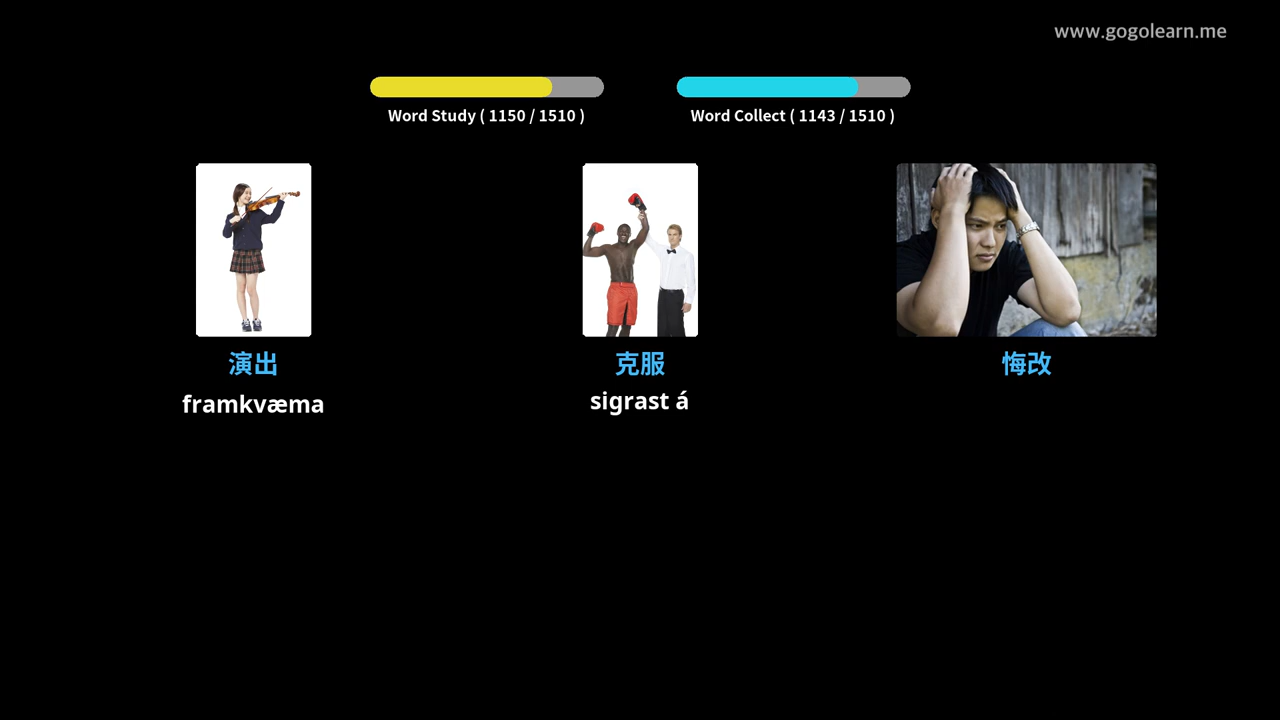 www.gogolearn.me
Word Study ( 1150 / 1510 )
Word Collect ( 1143 / 1510 )
演出
克服
悔改
framkvæma
sigrast á